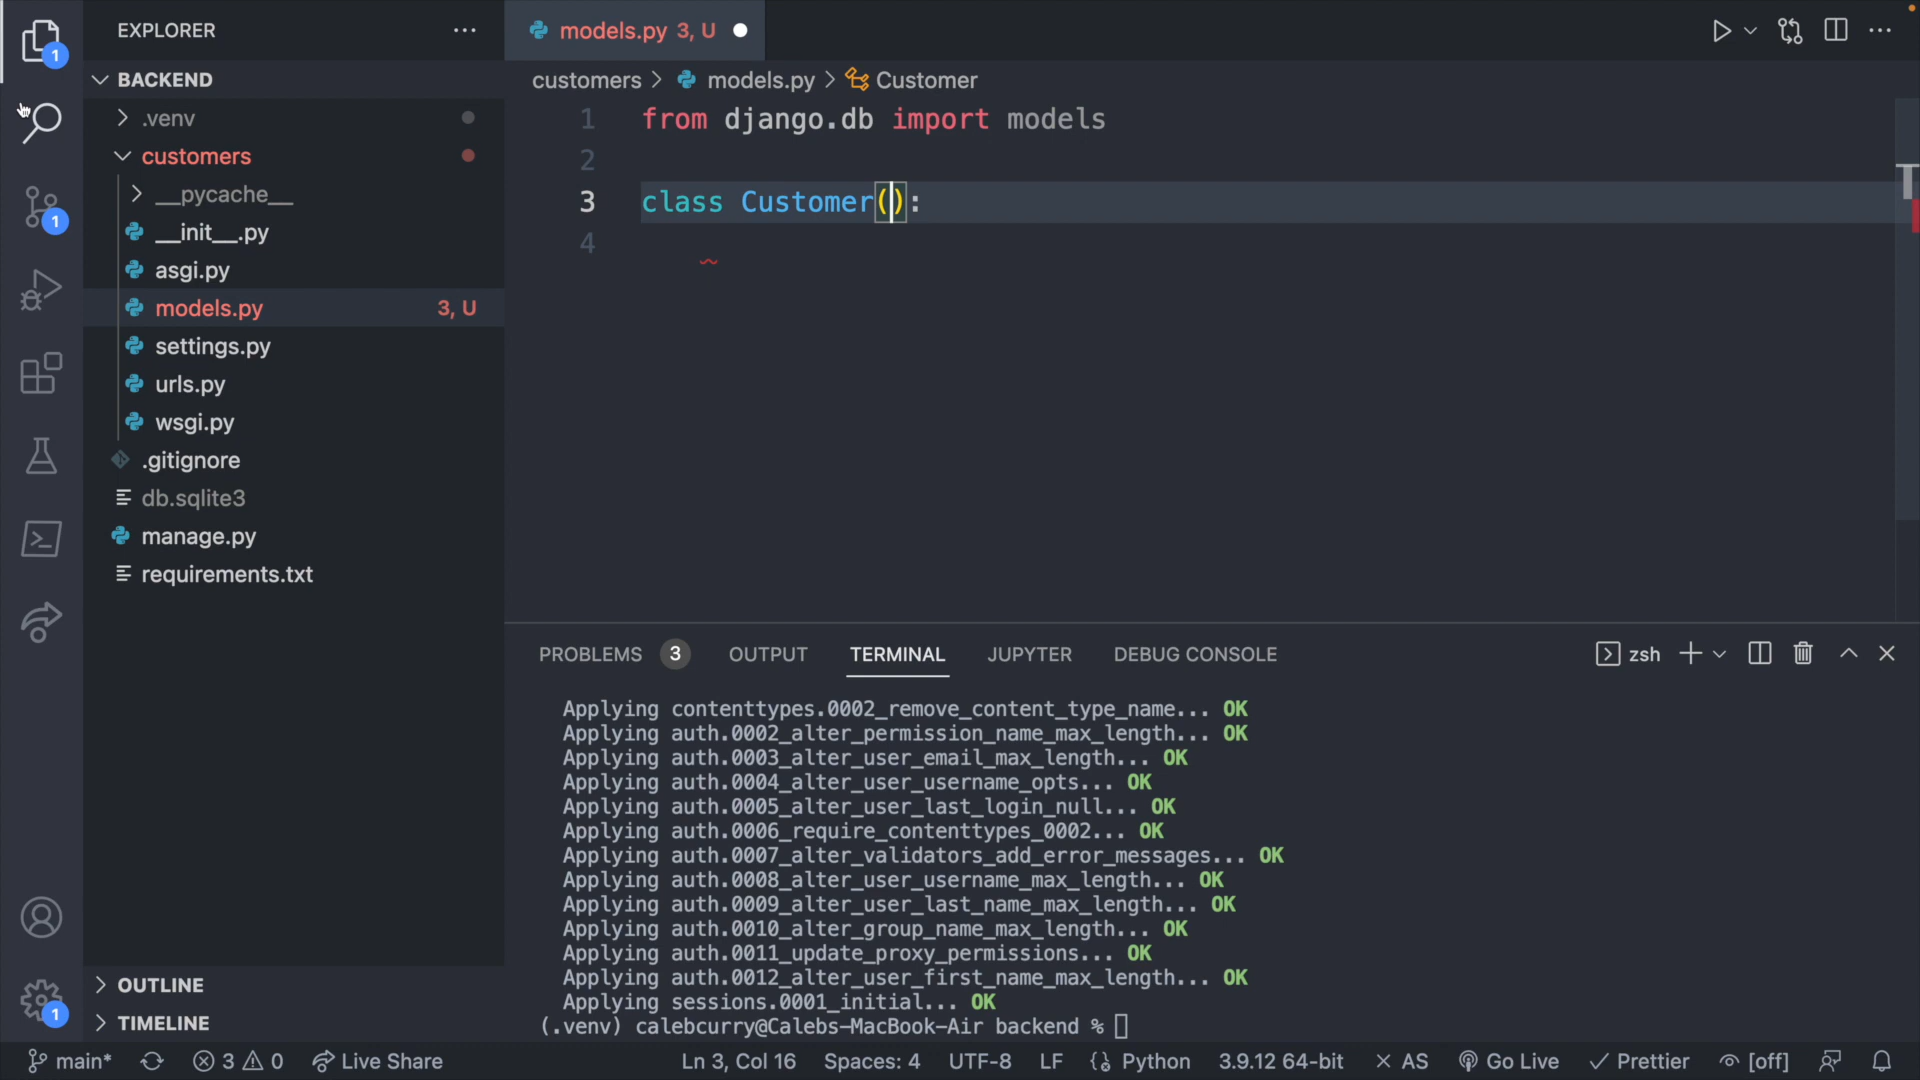 EXPLORER
models.py 3, U
1
BACKEND
customers > models.py > Customer
.venv
customers
__pycache__
__init__.py
asgi.py
models.py 3, U
settings.py
urls.py
wsgi.py
.gitignore
db.sqlite3
manage.py
requirements.txt
1
1 from django.db import models
2
3 class Customer():
4
PROBLEMS 3 OUTPUT TERMINAL JUPYTER DEBUG CONSOLE zsh
Applying contenttypes.0002_remove_content_type_name... OK
Applying auth.0002_alter_permission_name_max_length... OK
Applying auth.0003_alter_user_email_max_length... OK
Applying auth.0004_alter_user_username_opts... OK
Applying auth.0005_alter_user_last_login_null... OK
Applying auth.0006_require_contenttypes_0002... OK
Applying auth.0007_alter_validators_add_error_messages... OK
Applying auth.0008_alter_user_username_max_length... OK
Applying auth.0009_alter_user_last_name_max_length... OK
Applying auth.0010_alter_group_name_max_length... OK
Applying auth.0011_update_proxy_permissions... OK
Applying auth.0012_alter_user_first_name_max_length... OK
Applying sessions.0001_initial... OK
(.venv) calebcurry@Calebs-MacBook-Air backend %
OUTLINE
TIMELINE
1
main* 3 0 Live Share Ln 3, Col 16 Spaces: 4 UTF-8 LF Python 3.9.12 64-bit AS Go Live Prettier [off]